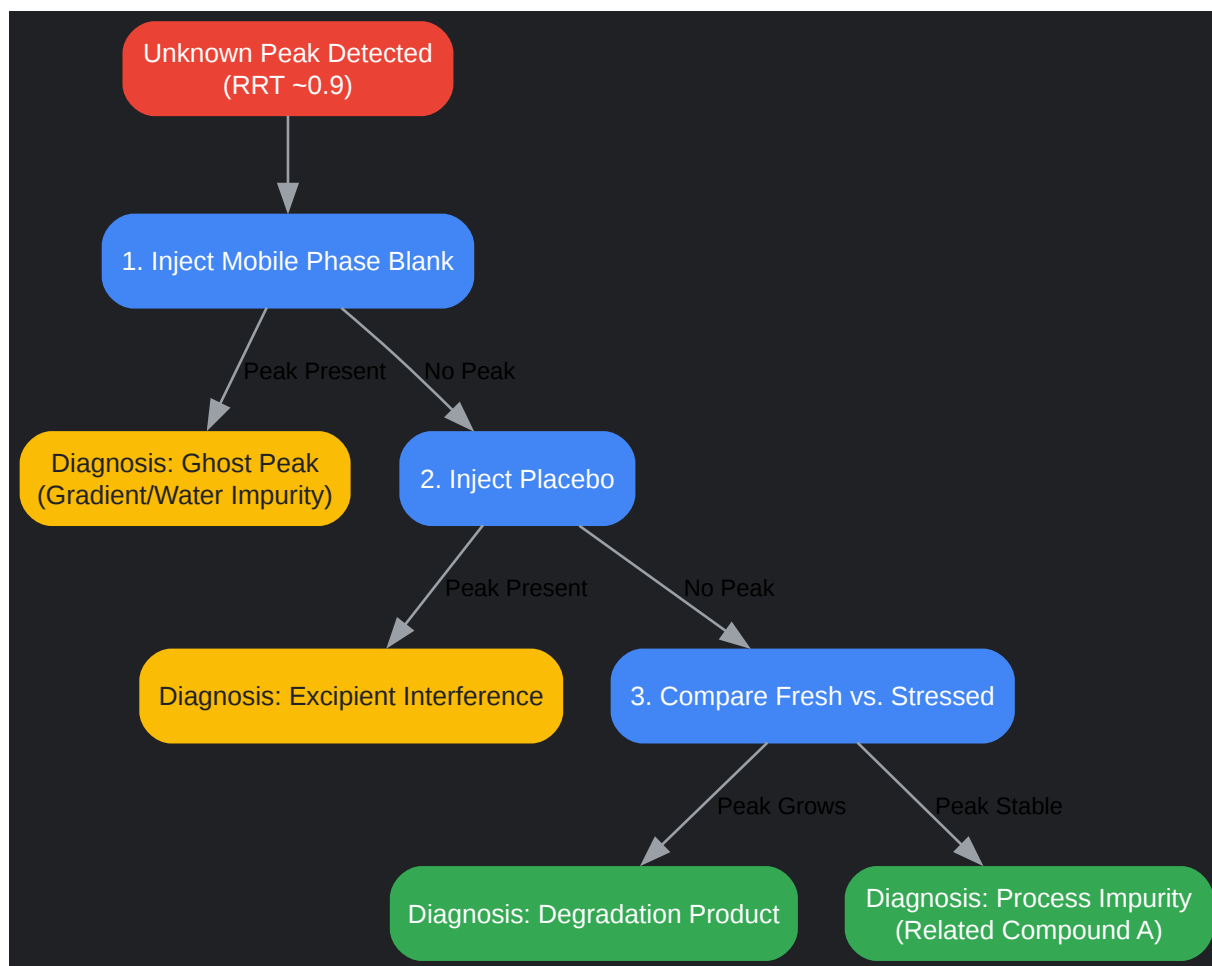 Unknown Peak Detected
(RRT ~0.9)
1. Inject Mobile Phase Blank
Peak Present
No Peak
Diagnosis: Ghost Peak
(Gradient/Water Impurity)
2. Inject Placebo
Peak Present
No Peak
Diagnosis: Excipient Interference
3. Compare Fresh vs. Stressed
Peak Grows
Peak Stable
Diagnosis: Degradation Product
Diagnosis: Process Impurity
(Related Compound A)